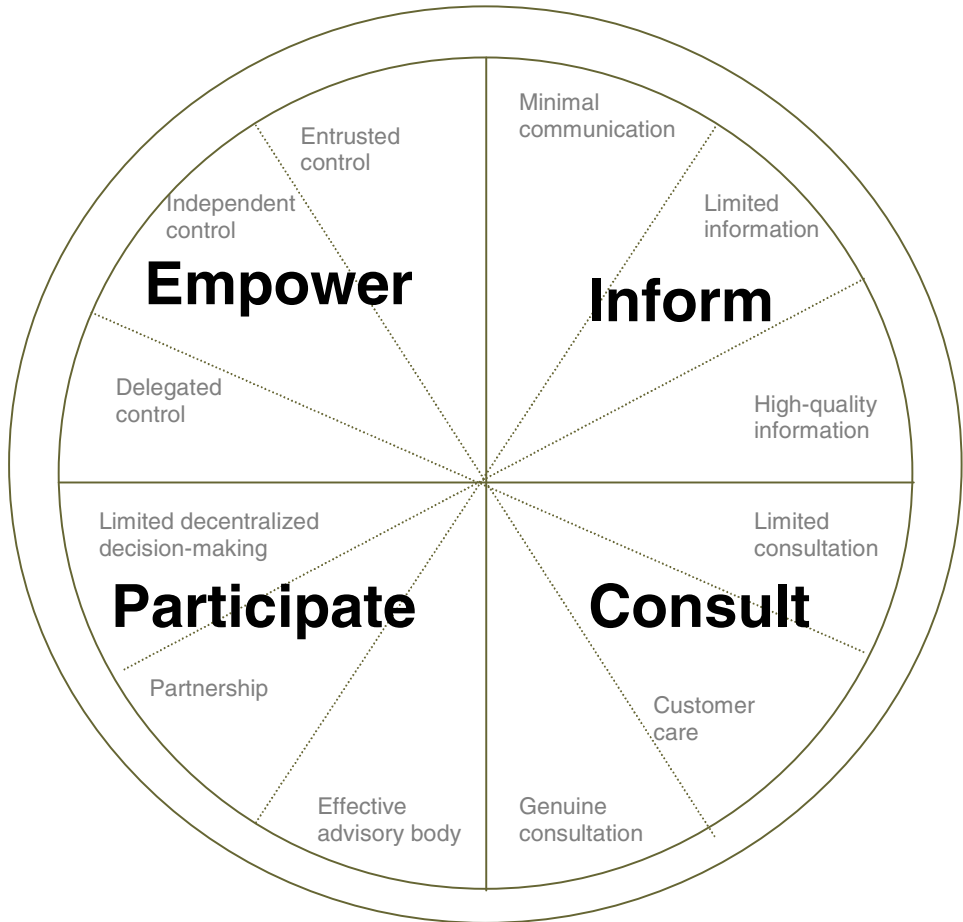 Minimal
communication
Limited
information
Inform
High-quality
information
Limited
consultation
Consult
Customer
care
Genuine
consultation
Effective
advisory body
Partnership
Participate
Limited decentralized
decision-making
Delegated
control
Empower
Independent
control
Entrusted
control